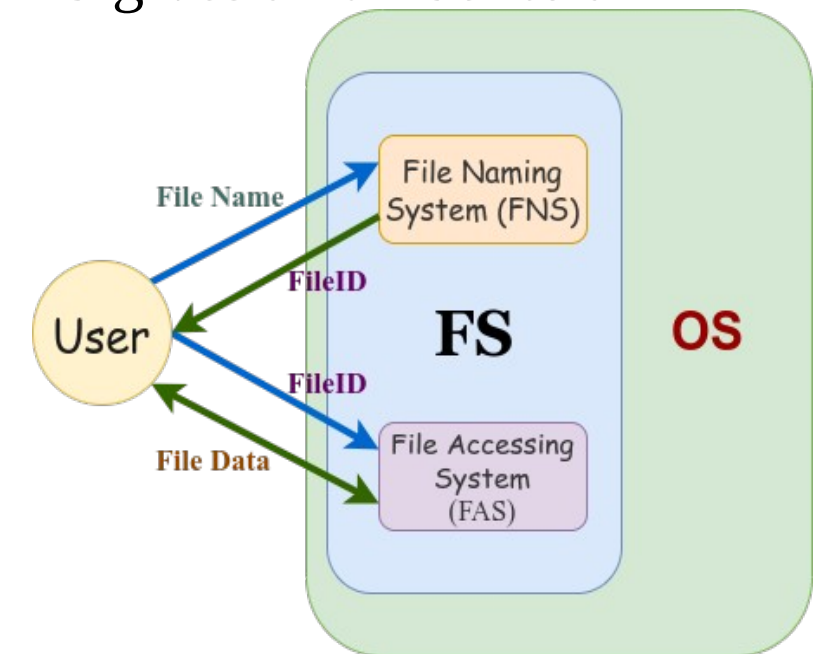 File Naming
System (FNS)
File Name
FileID
User
FS
OS
FileID
File Accessing
System
(FAS)
File Data